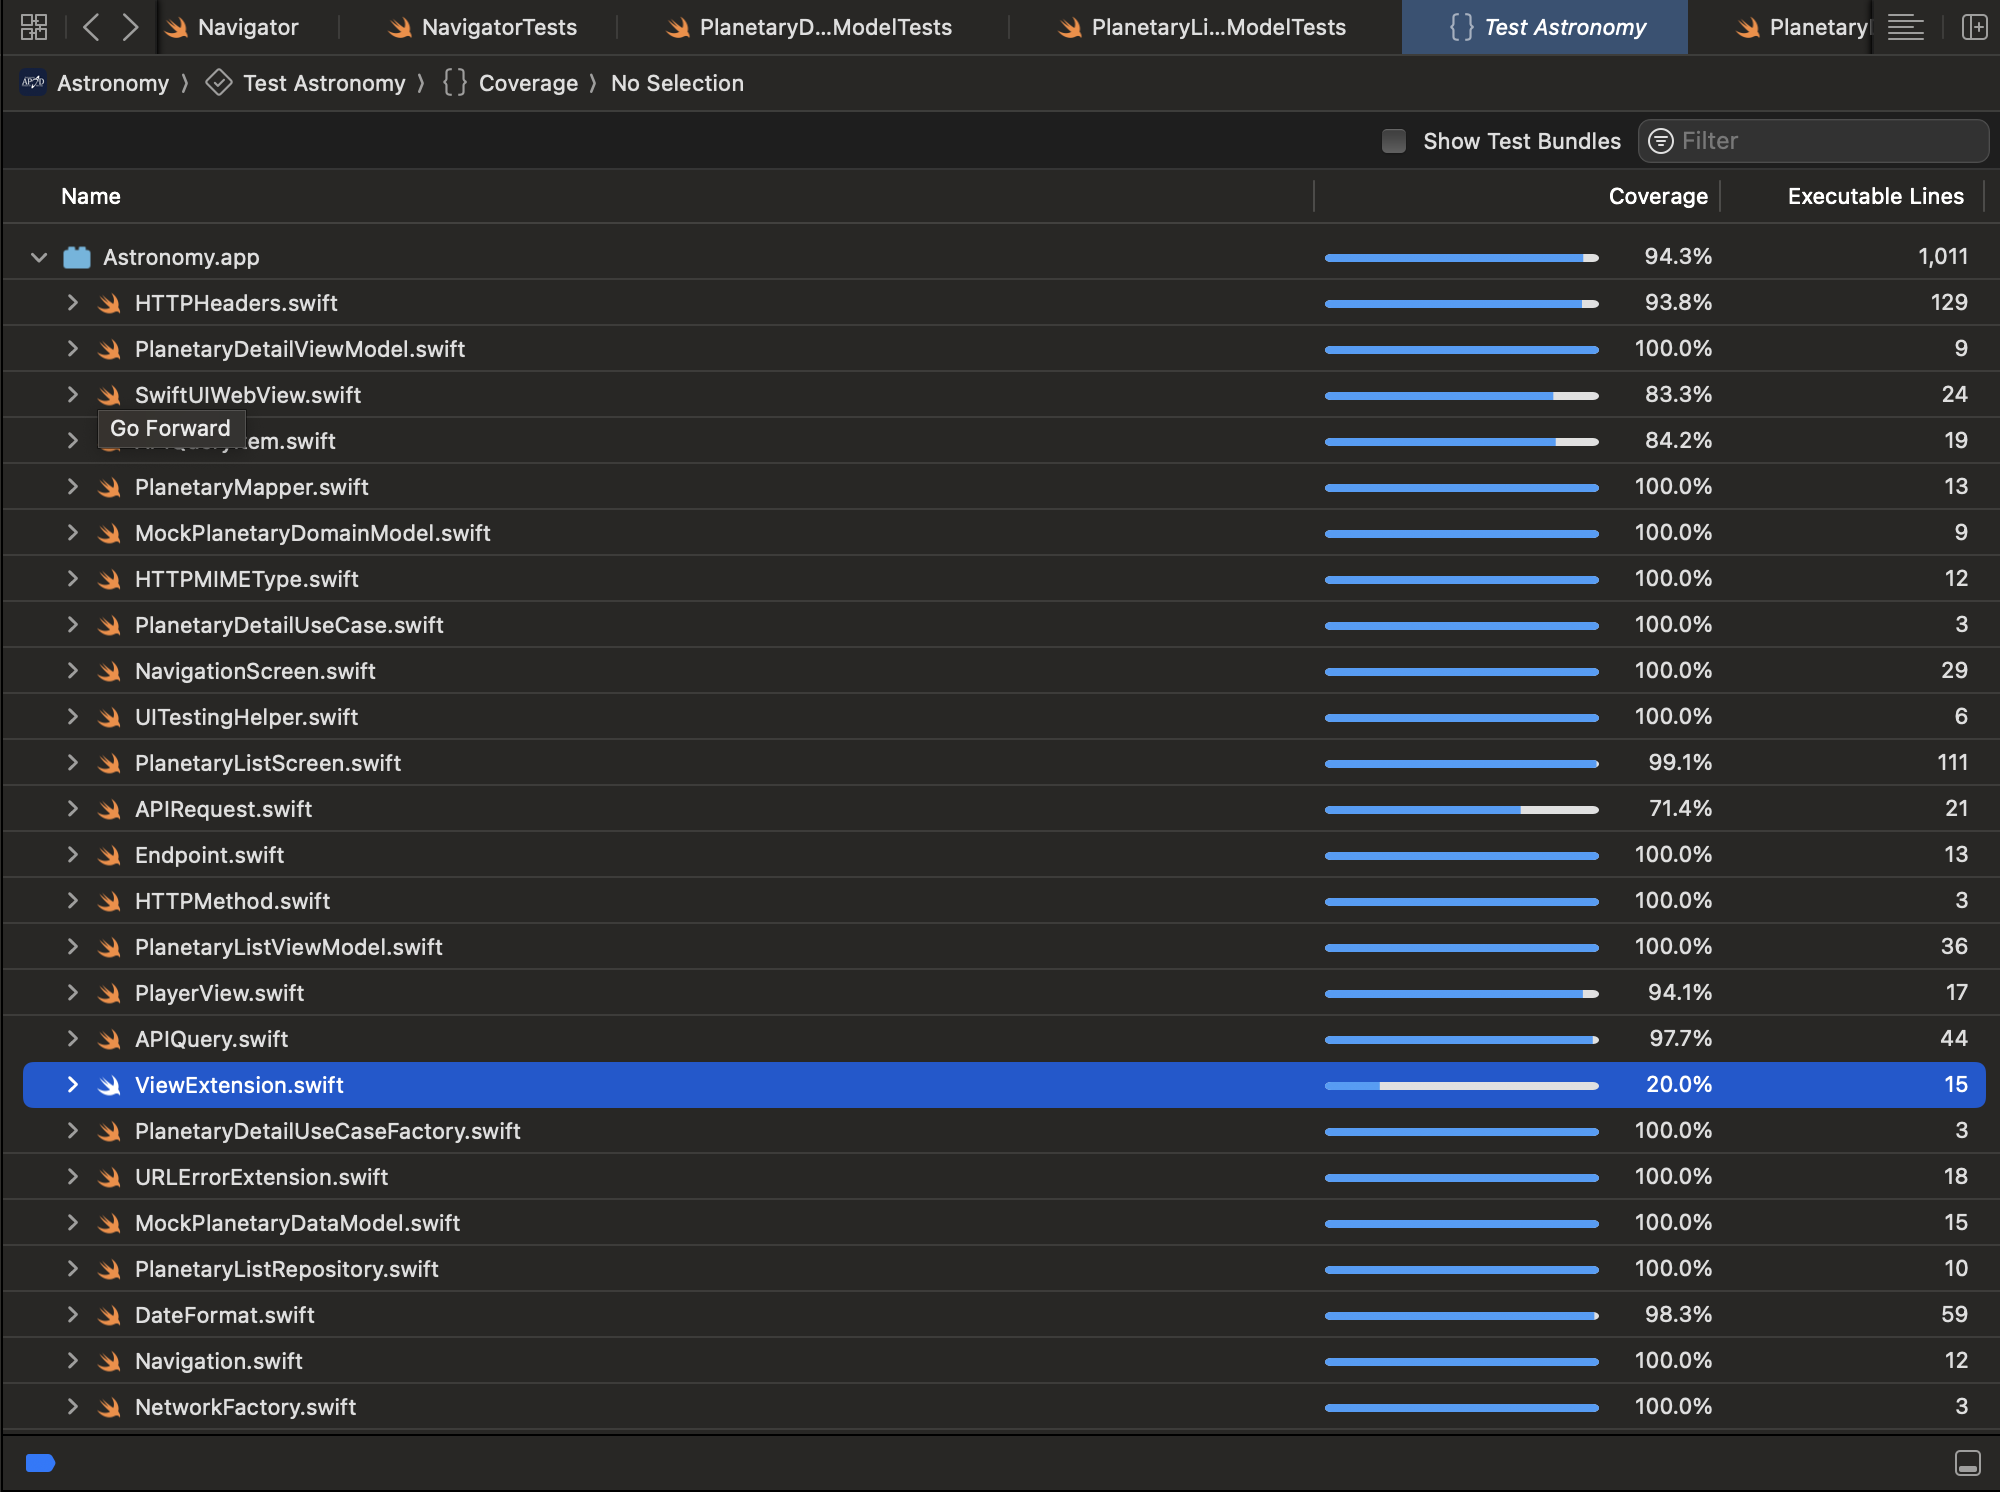 Navigator NavigatorTests PlanetaryD...ModelTests PlanetaryLi...ModelTests {} Test Astronomy Planetary
Astronomy 〉 Test Astronomy 〉 {} Coverage 〉 No Selection
Show Test Bundles Filter
Name Coverage Executable Lines
Astronomy.app 94.3% 1,011
HTTPHeaders.swift 93.8% 129
PlanetaryDetailViewModel.swift 100.0% 9
SwiftUIWebView.swift 83.3% 24
Go Forward
em.swift 84.2% 19
PlanetaryMapper.swift 100.0% 13
MockPlanetaryDomainModel.swift 100.0% 9
HTTPMIMEType.swift 100.0% 12
PlanetaryDetailUseCase.swift 100.0% 3
NavigationScreen.swift 100.0% 29
UITestingHelper.swift 100.0% 6
PlanetaryListScreen.swift 99.1% 111
APIRequest.swift 71.4% 21
Endpoint.swift 100.0% 13
HTTPMethod.swift 100.0% 3
PlanetaryListViewModel.swift 100.0% 36
PlayerView.swift 94.1% 17
APIQuery.swift 97.7% 44
ViewExtension.swift 20.0% 15
PlanetaryDetailUseCaseFactory.swift 100.0% 3
URLErrorExtension.swift 100.0% 18
MockPlanetaryDataModel.swift 100.0% 15
PlanetaryListRepository.swift 100.0% 10
DateFormat.swift 98.3% 59
Navigation.swift 100.0% 12
NetworkFactory.swift 100.0% 3